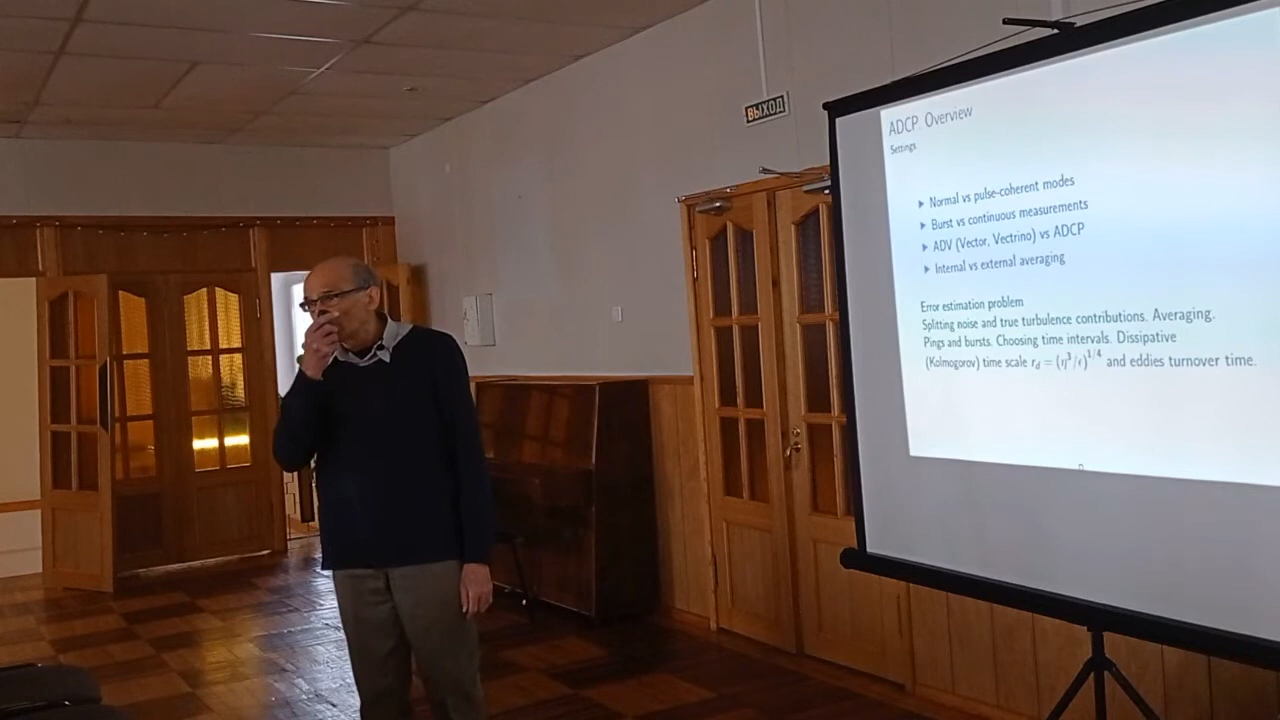 ВЫХОД
ADCP Overview
Settings
Normal vs pulse-coherent modes
Burst vs continuous measurements
ADV (Vector, Vectrino) vs ADCP
Internal vs external averaging
Error estimation problem
Splitting noise and true turbulence contributions. Averaging.
Pings and bursts. Choosing time intervals. Dissipative
(Kolmogorov) time scale r_d = (η³/ϵ)^{1/4} and eddies turnover time.